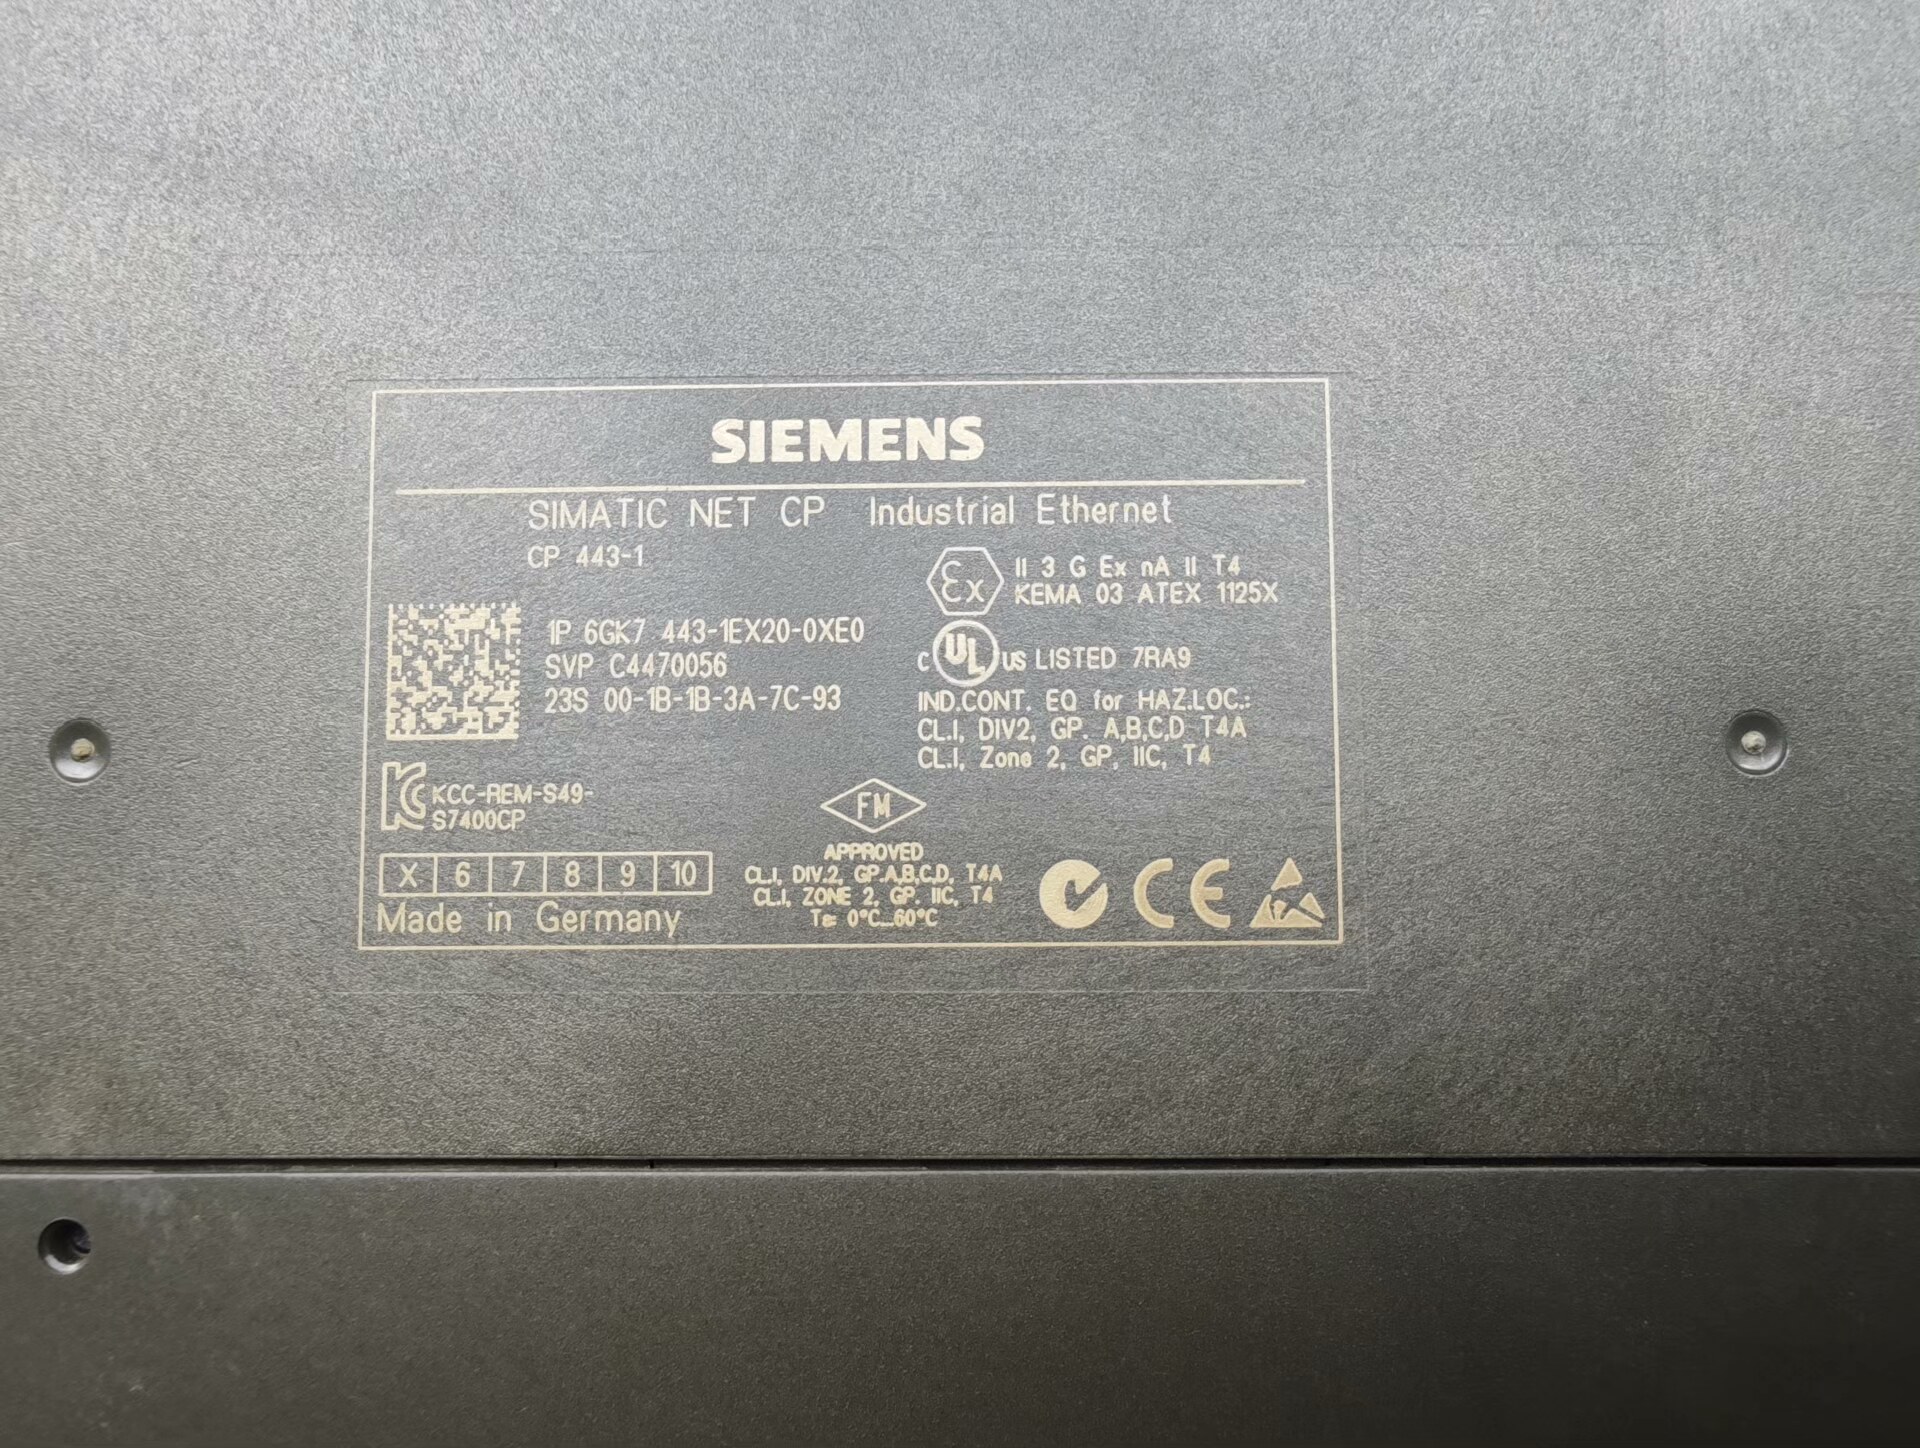 SIEMENS
SIMATIC NET CP Industrial Ethernet
CP 443-1
Ex II 3 G Ex nA II T4
KEMA 03 ATEX 1125X
1P 6GK7 443-1EX20-0XE0
SVP C4470056
23S 00-1B-1B-3A-7C-93
C UL US LISTED 7RA9
IND.CONT. EQ for HAZ.LOC.:
CL.I, DIV2, GP. A,B,C,D T4A
CL.I, Zone 2, GP, IIC, T4
KCC-REM-S49-
S7400CP
FM
APPROVED
CL.I, DIV.2, GP.A,B,C,D, T4A
CL.I, ZONE 2, GP. IIC, T4
Ta: 0°C...60°C
X 6 7 8 9 10
Made in Germany
CE